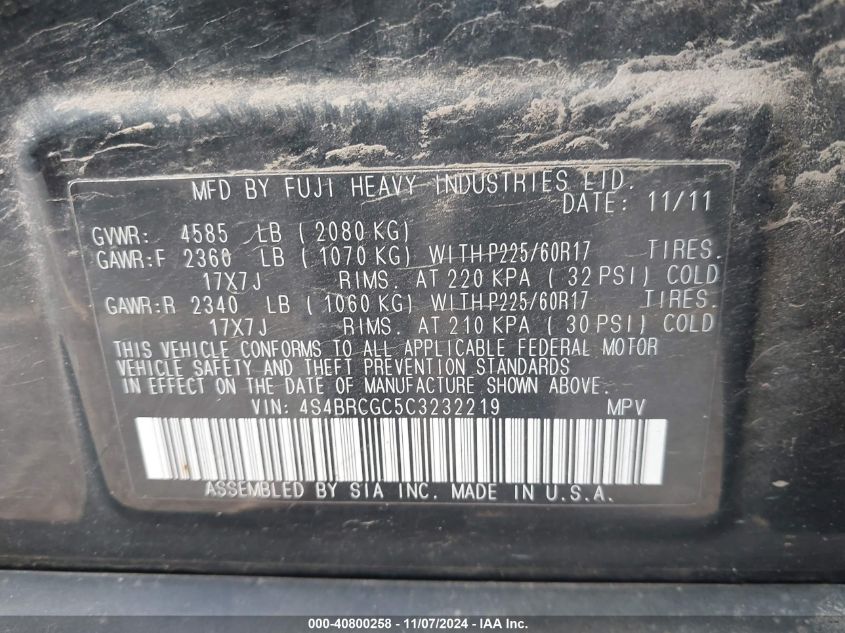 MFD BY FUJI HEAVY INDUSTRIES LTD.
DATE: 11/11
GVWR: 4585 LB ( 2080 KG)
GAWR:F 2360 LB ( 1070 KG) WITH P225/60R17 TIRES.
17X7J RIMS. AT 220 KPA ( 32 PSI) COLD
GAWR:R 2340 LB ( 1060 KG) WITH P225/60R17 TIRES.
17X7J RIMS. AT 210 KPA ( 30 PSI) COLD
THIS VEHICLE CONFORMS TO ALL APPLICABLE FEDERAL MOTOR
VEHICLE SAFETY AND THEFT PREVENTION STANDARDS
IN EFFECT ON THE DATE OF MANUFACTURE SHOWN ABOVE.
VIN: 4S4BRCGC5C3232219 MPV
ASSEMBLED BY SIA INC. MADE IN U.S.A.
000-40800258 - 11/07/2024 - IAA Inc.